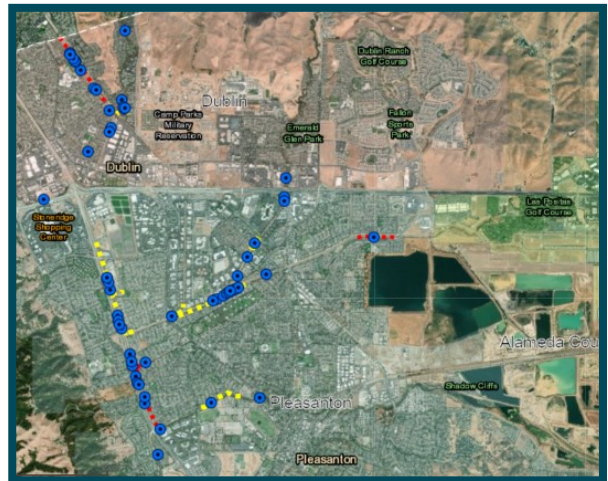 Dublin Ranch
Golf Course
Dublin
Camp Parks
Military
Reservation
Emerald
Glen Park
Fallon
Sports
Park
Dublin
Las Positas
Golf Course
Stoneridge
Shopping
Center
Alameda Cou
Shadow Cliffs
Pleasanton
Pleasanton